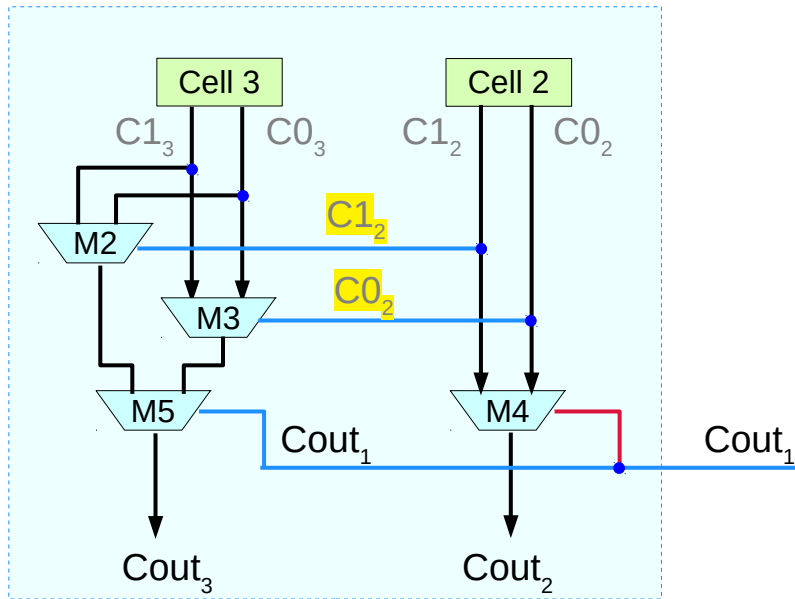 Cell 3
Cell 2
C1₃
C0₃
C1₂
C0₂
C1₂
M2
C0₂
M3
M5
M4
Cout₁
Cout₁
Cout₃
Cout₂